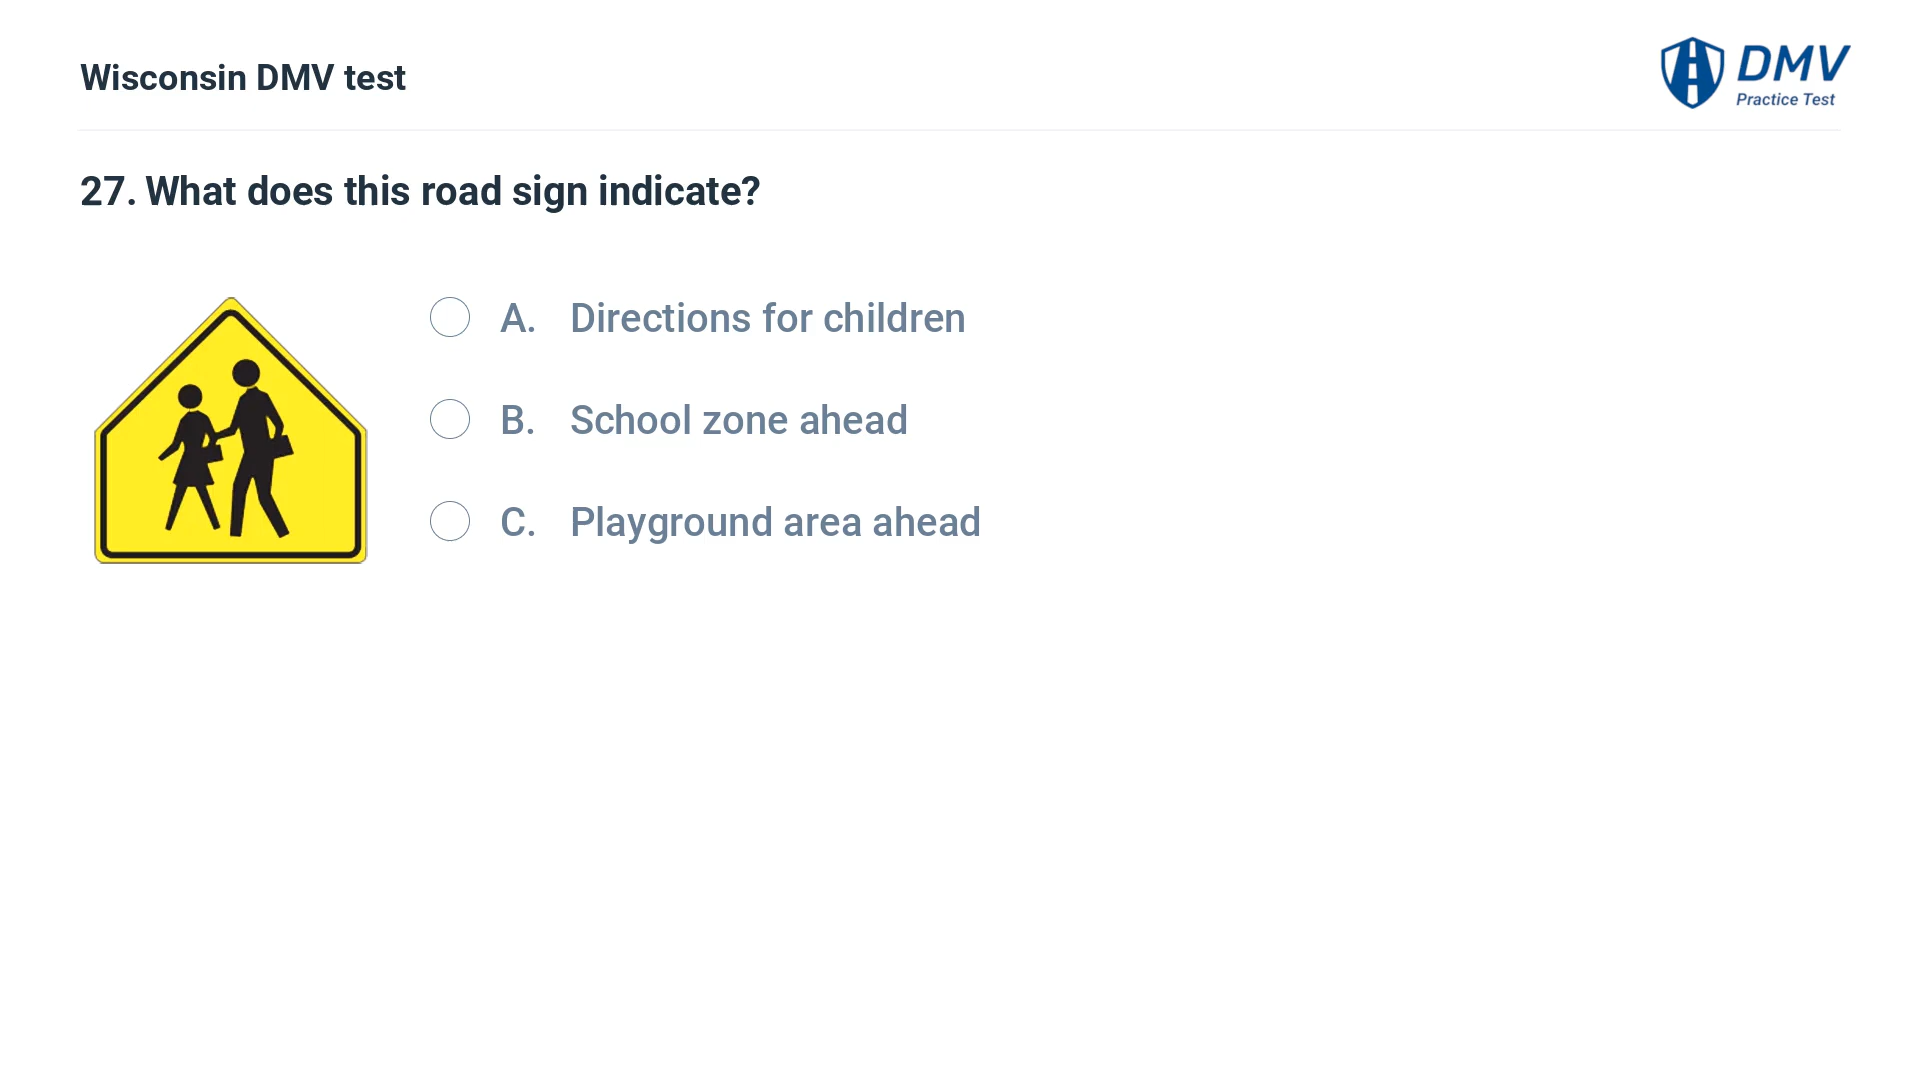 Wisconsin DMV test
DMV
Practice Test
27. What does this road sign indicate?
A. Directions for children
B. School zone ahead
C. Playground area ahead